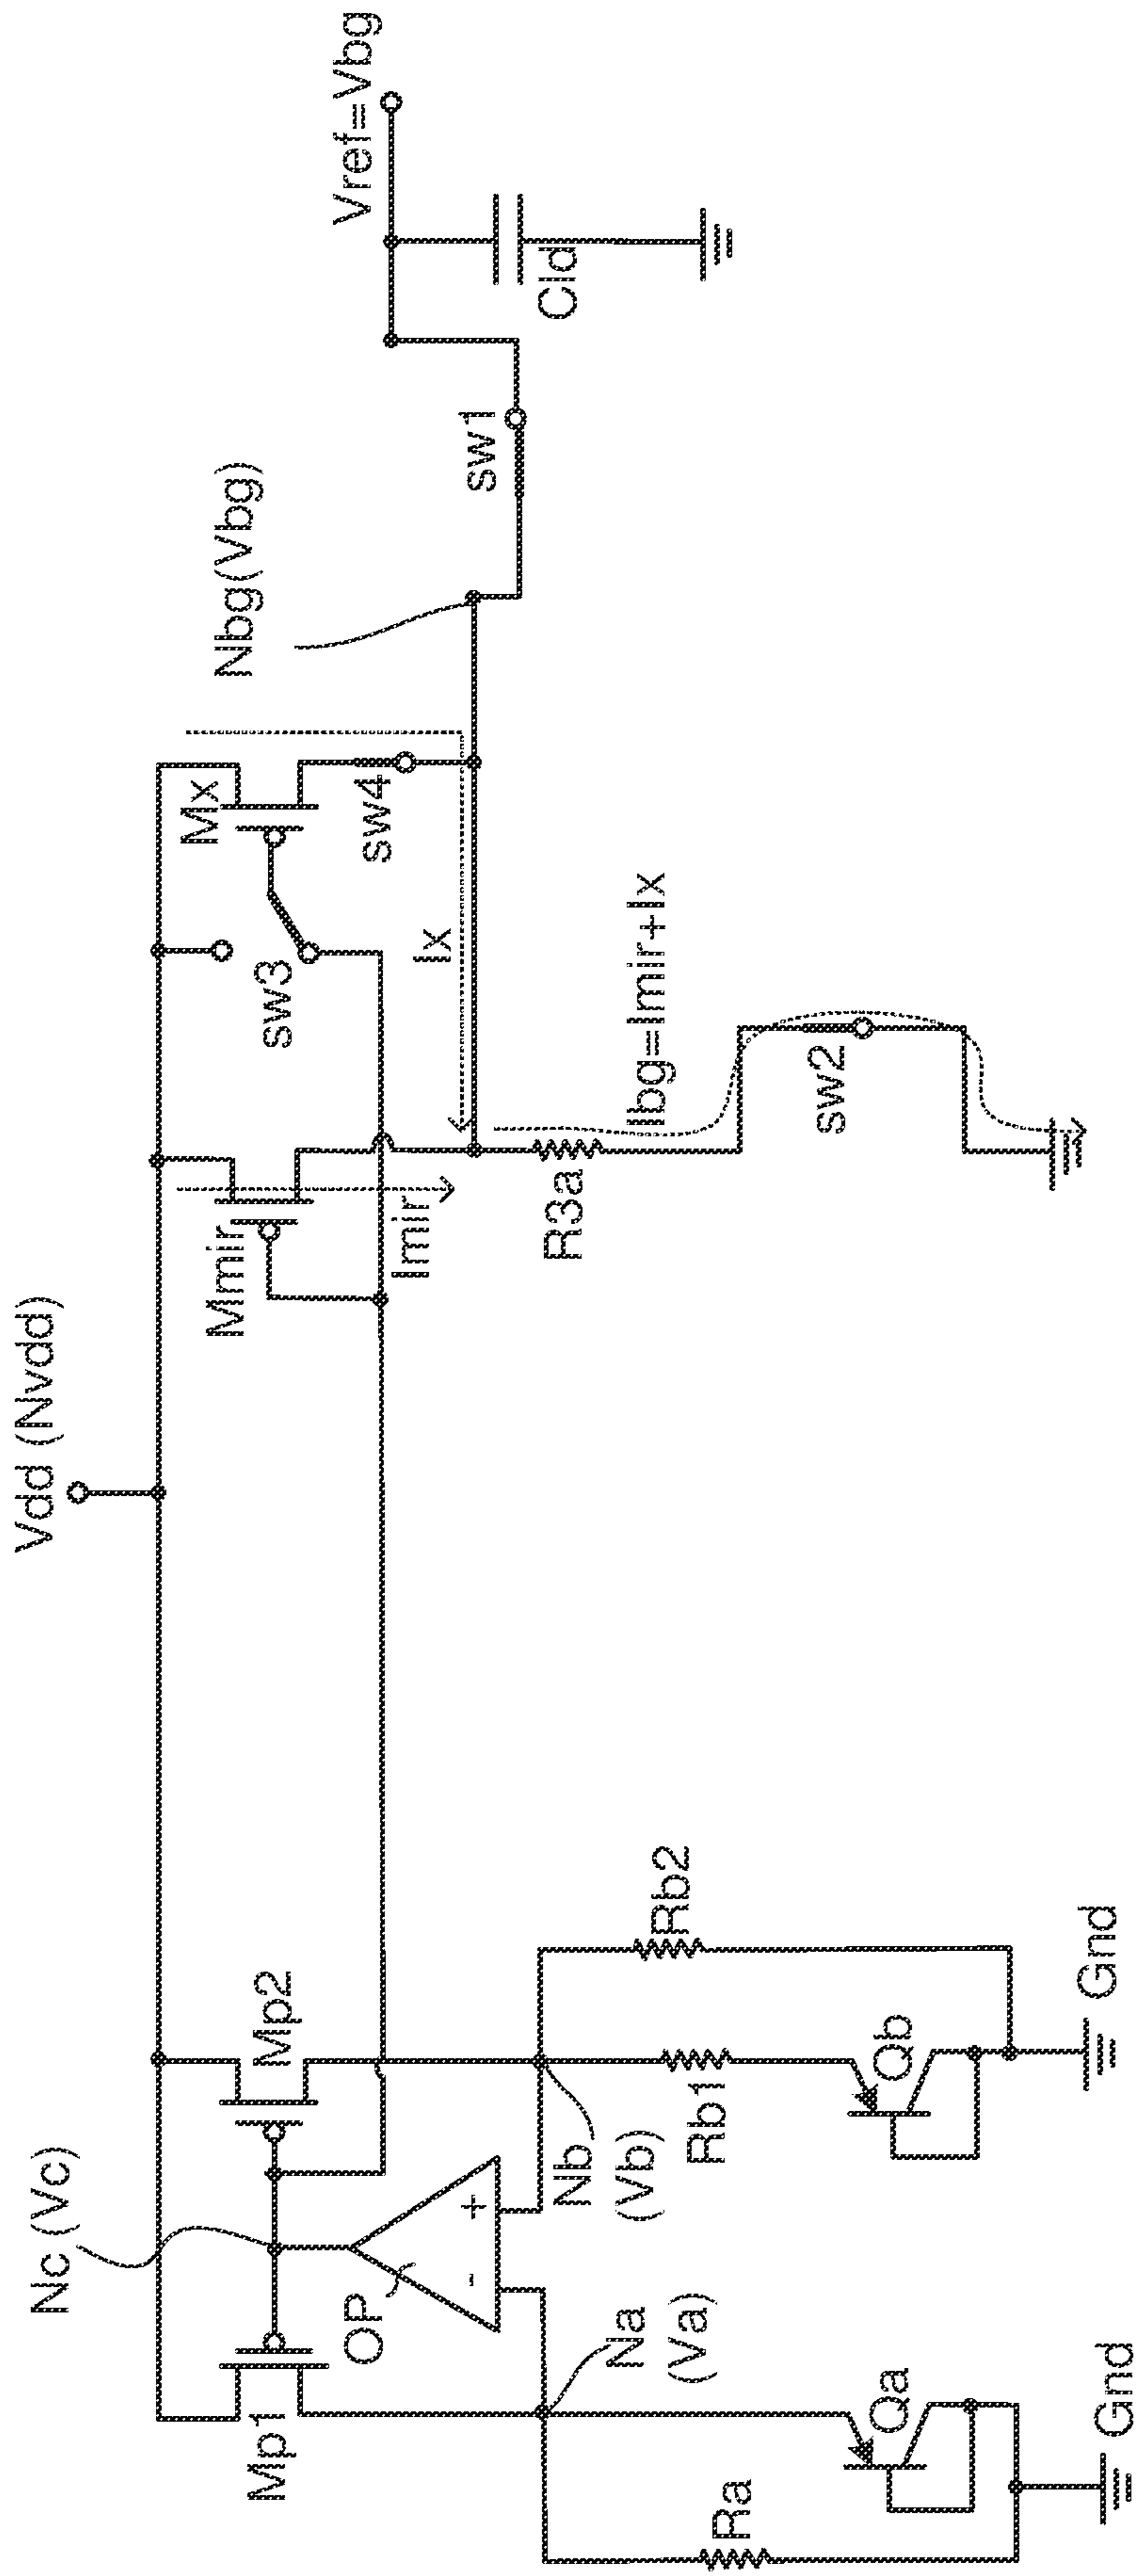 Vdd (Nvdd)
Nc (Vc)
Mp1
Mp2
OP
-
+
Na
(Va)
Nb
(Vb)
Ra
Qa
Rb1
Qb
Rb2
Gnd
Gnd
Mmir
Imir
sw3
Mx
sw4
Ix
R3a
Ibg=Imir+Ix
sw2
Nbg(Vbg)
sw1
Cld
Vref=Vbg